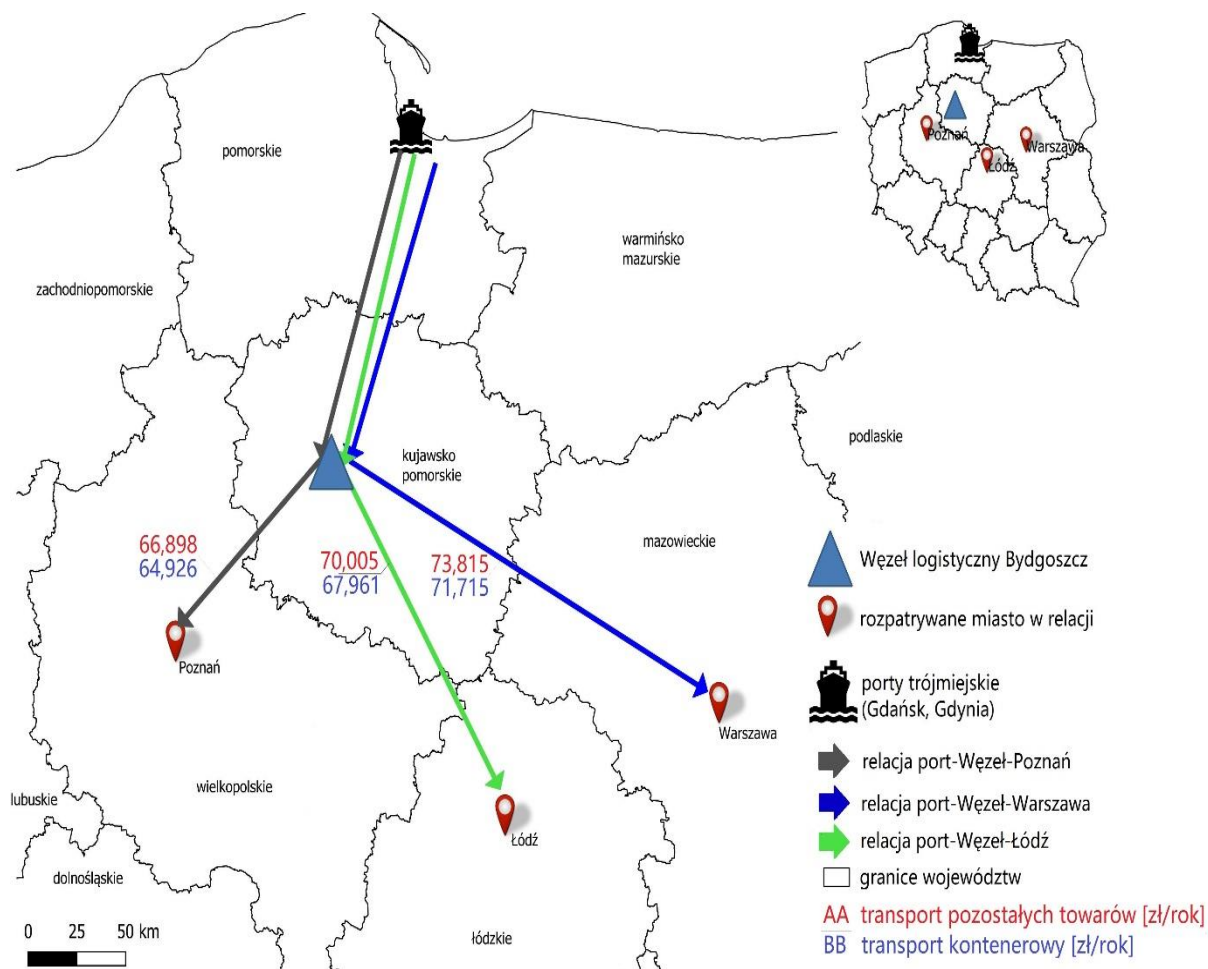 pomorskie
warmińsko
mazurskie
zachodniopomorskie
Poznań
Warszawa
Łódź
kujawsko
pomorskie
podlaskie
mazowieckie
66,898
64,926
70,005
67,961
73,815
71,715
Poznań
Warszawa
wielkopolskie
lubuskie
Łódź
dolnośląskie
łódzkie
0 25 50 km
Węzeł logistyczny Bydgoszcz
rozpatrywane miasto w relacji
porty trójmiejskie
(Gdańsk, Gdynia)
relacja port-Węzeł-Poznań
relacja port-Węzeł-Warszawa
relacja port-Węzeł-Łódź
granice województw
AA transport pozostałych towarów [zł/rok]
BB transport kontenerowy [zł/rok]